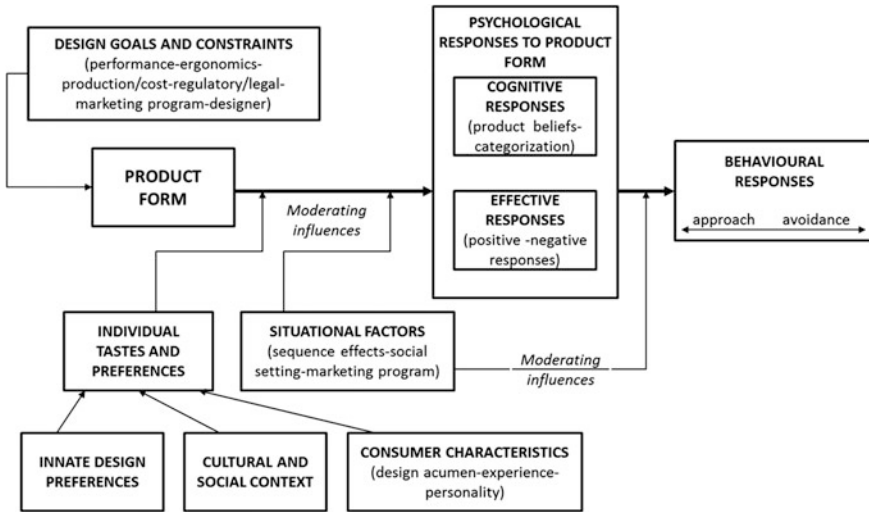 DESIGN GOALS AND CONSTRAINTS
(performance-ergonomics-
production/cost-regulatory/legal-
marketing program-designer)
PRODUCT
FORM
Moderating
influences
PSYCHOLOGICAL
RESPONSES TO PRODUCT
FORM
COGNITIVE
RESPONSES
(product beliefs-
categorization)
EFFECTIVE
RESPONSES
(positive -negative
responses)
BEHAVIOURAL
RESPONSES
approach avoidance
INDIVIDUAL
TASTES AND
PREFERENCES
SITUATIONAL FACTORS
(sequence effects-social
setting-marketing program)
Moderating
influences
INNATE DESIGN
PREFERENCES
CULTURAL AND
SOCIAL CONTEXT
CONSUMER CHARACTERISTICS
(design acumen-experience-
personality)